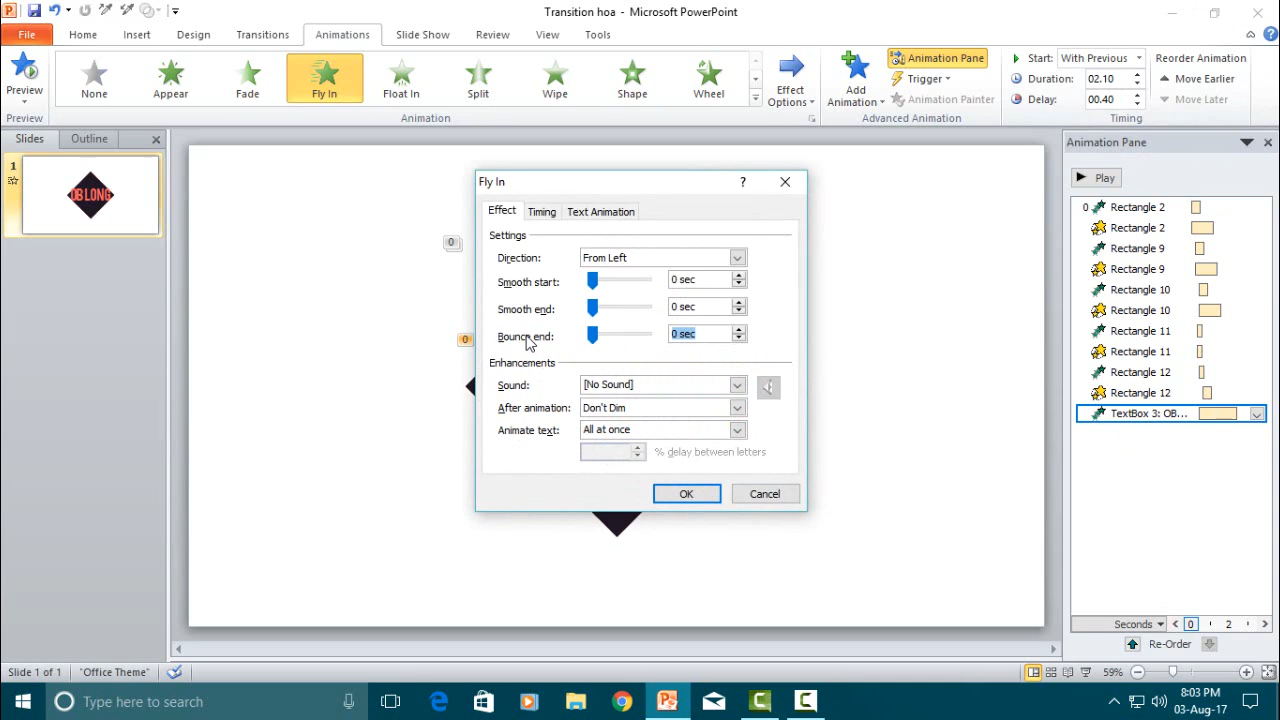 Transition hoa - Microsoft PowerPoint
File Home Insert Design Transitions Animations Slide Show Review View Tools
Preview
Preview
None
Appear
Fade
Fly In
Float In
Split
Wipe
Shape
Wheel
Animation
Effect
Options
Add
Animation
Animation Pane
Trigger
Animation Painter
Advanced Animation
Start: With Previous
Duration: 02.10
Delay: 00.40
Reorder Animation
Move Earlier
Move Later
Timing
Slides Outline
1
OBLONG
0
0
Fly In
Effect Timing Text Animation
Settings
Direction: From Left
Smooth start: 0 sec
Smooth end: 0 sec
Bounce end: 0 sec
Enhancements
Sound: [No Sound]
After animation: Don't Dim
Animate text: All at once
% delay between letters
OK Cancel
Animation Pane
Play
0 Rectangle 2
Rectangle 2
Rectangle 9
Rectangle 9
Rectangle 10
Rectangle 10
Rectangle 11
Rectangle 11
Rectangle 12
Rectangle 12
TextBox 3: OB...
Seconds 0 2
Re-Order
Slide 1 of 1 "Office Theme" 59%
Type here to search
8:03 PM
03-Aug-17